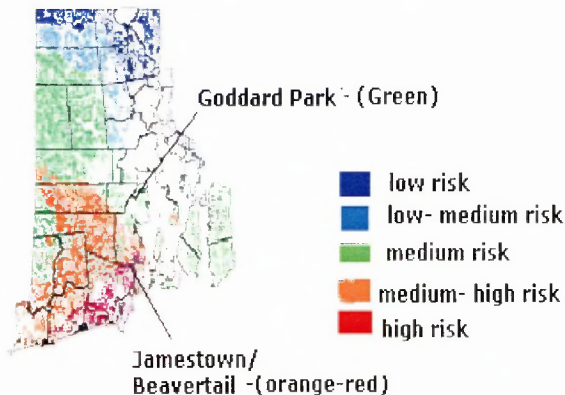 Goddard Park - (Green)
low risk
low- medium risk
medium risk
medium- high risk
high risk
Jamestown/
Beavertail -(orange-red)